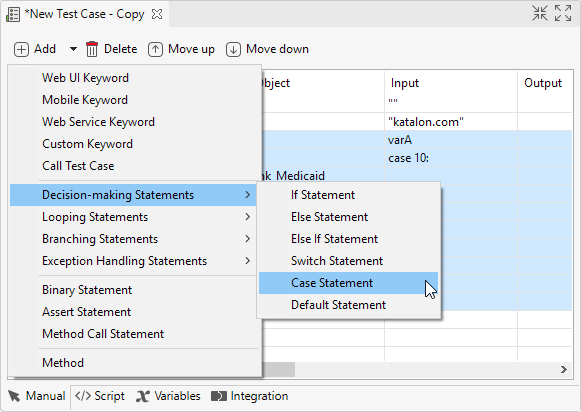 *New Test Case - Copy
Add Delete Move up Move down
Object Input Output
""
"katalon.com"
varA
case 10:
nk_Medicaid
Web UI Keyword
Mobile Keyword
Web Service Keyword
Custom Keyword
Call Test Case
Decision-making Statements
Looping Statements
Branching Statements
Exception Handling Statements
Binary Statement
Assert Statement
Method Call Statement
Method
If Statement
Else Statement
Else If Statement
Switch Statement
Case Statement
Default Statement
Manual Script Variables Integration